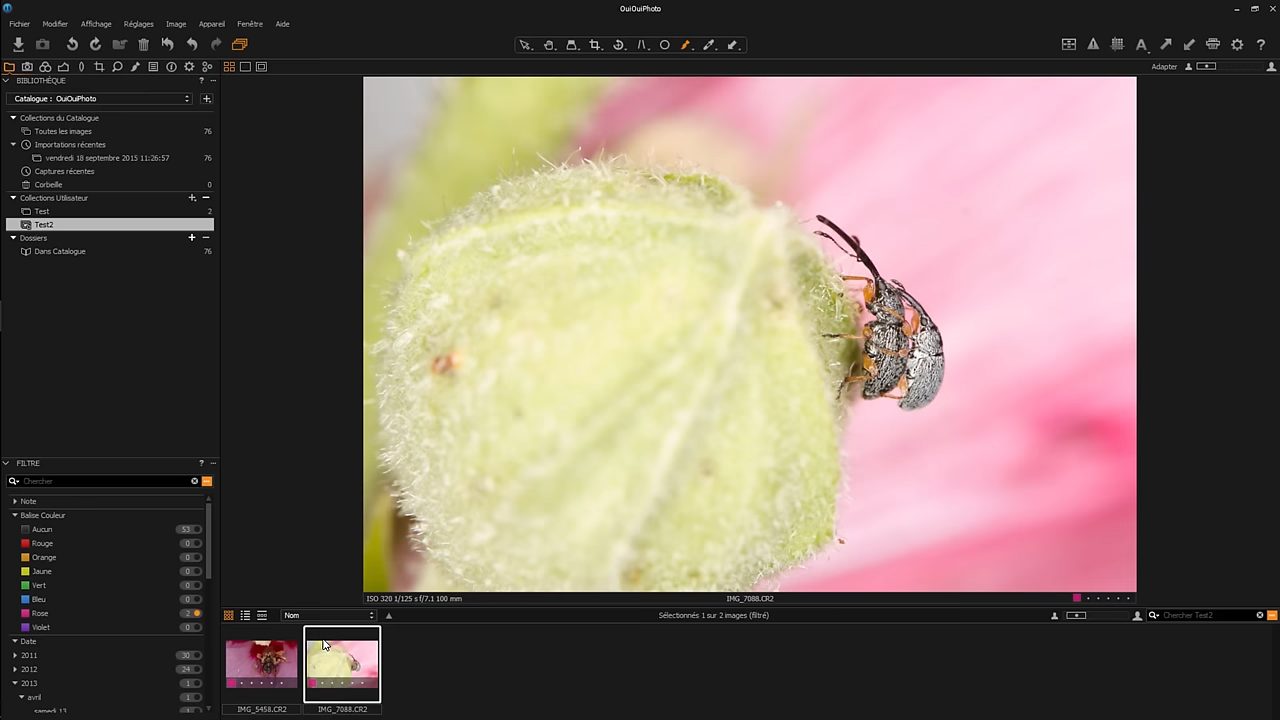 OuiOuiPhoto
Fichier Modifier Affichage Réglages Image Appareil Fenêtre Aide
Adapter
BIBLIOTHÈQUE ? ...
Catalogue : OuiOuiPhoto
Collections du Catalogue
Toutes les images 76
Importations récentes
vendredi 18 septembre 2015 11:26:57 76
Captures récentes
Corbeille 0
Collections Utilisateur
Test 2
Test2
Dossiers
Dans Catalogue 76
FILTRE ? ...
Chercher
Note
Balise Couleur
Aucun 53
Rouge 0
Orange 0
Jaune 0
Vert 0
Bleu 0
Rose 2
Violet 0
Date
2011 30
2012 24
2013 1
avril 1
samedi 13 1
ISO 320 1/125 s f/7.1 100 mm
IMG_7088.CR2
Nom
Sélectionnés 1 sur 2 images (filtré)
Chercher Test2
IMG_5458.CR2
IMG_7088.CR2